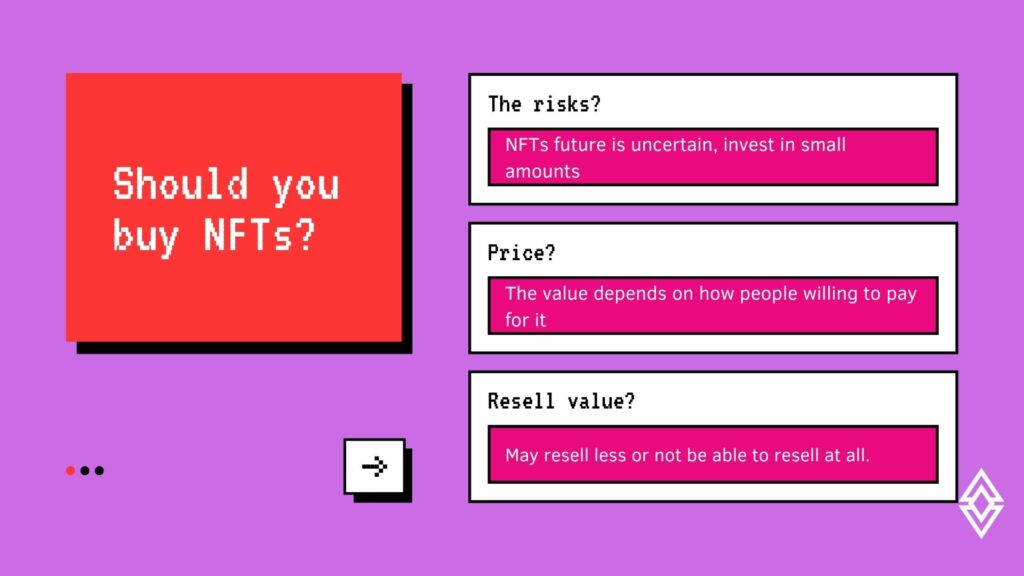 Should you
buy NFTs?
The risks?
NFTs future is uncertain, invest in small
amounts
Price?
The value depends on how people willing to pay
for it
Resell value?
May resell less or not be able to resell at all.